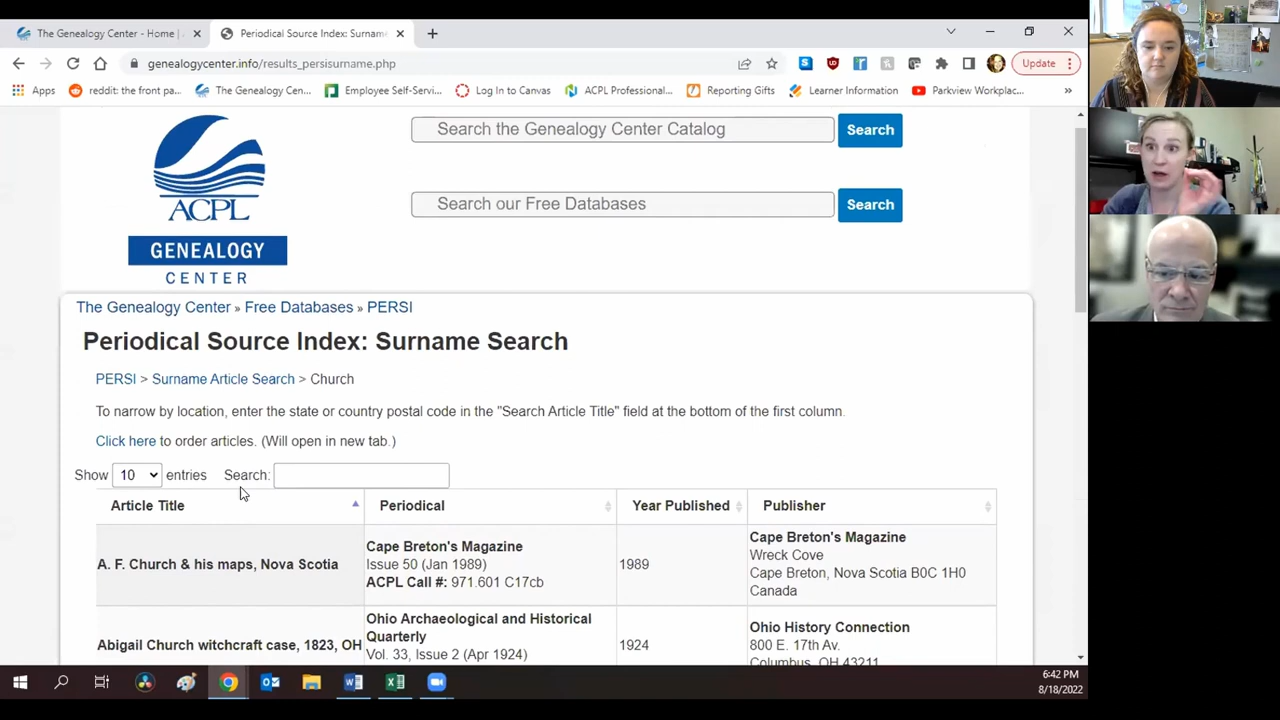 The Genealogy Center - Home |
Periodical Source Index: Surnam
genealogycenter.info/results_persisurname.php
Update
Apps
reddit: the front pa...
The Genealogy Cen...
Employee Self-Servi...
Log In to Canvas
ACPL Professional...
Reporting Gifts
Learner Information
Parkview Workplac...
»
ACPL
GENEALOGY
CENTER
Search the Genealogy Center Catalog
Search
Search our Free Databases
Search
The Genealogy Center » Free Databases » PERSI
Periodical Source Index: Surname Search
PERSI > Surname Article Search > Church
To narrow by location, enter the state or country postal code in the "Search Article Title" field at the bottom of the first column.
Click here to order articles. (Will open in new tab.)
Show 10 entries Search:
Article Title
Periodical
Year Published
Publisher
A. F. Church & his maps, Nova Scotia
Cape Breton's Magazine
Issue 50 (Jan 1989)
ACPL Call #: 971.601 C17cb
1989
Cape Breton's Magazine
Wreck Cove
Cape Breton, Nova Scotia B0C 1H0
Canada
Abigail Church witchcraft case, 1823, OH
Ohio Archaeological and Historical
Quarterly
Vol. 33, Issue 2 (Apr 1924)
1924
Ohio History Connection
800 E. 17th Av.
Columbus, OH 43211
6:42 PM
8/18/2022